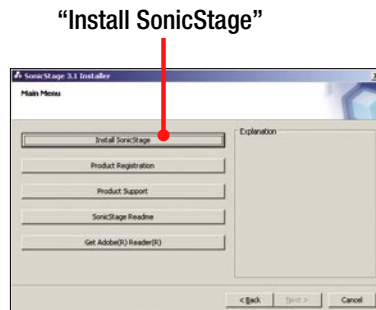 “Install SonicStage”
SonicStage 3.1 Installer
Main Menu
Install SonicStage
Explanation
Product Registration
Product Support
SonicStage Readme
Get Adobe(R) Reader(R)
< Back
Next >
Cancel